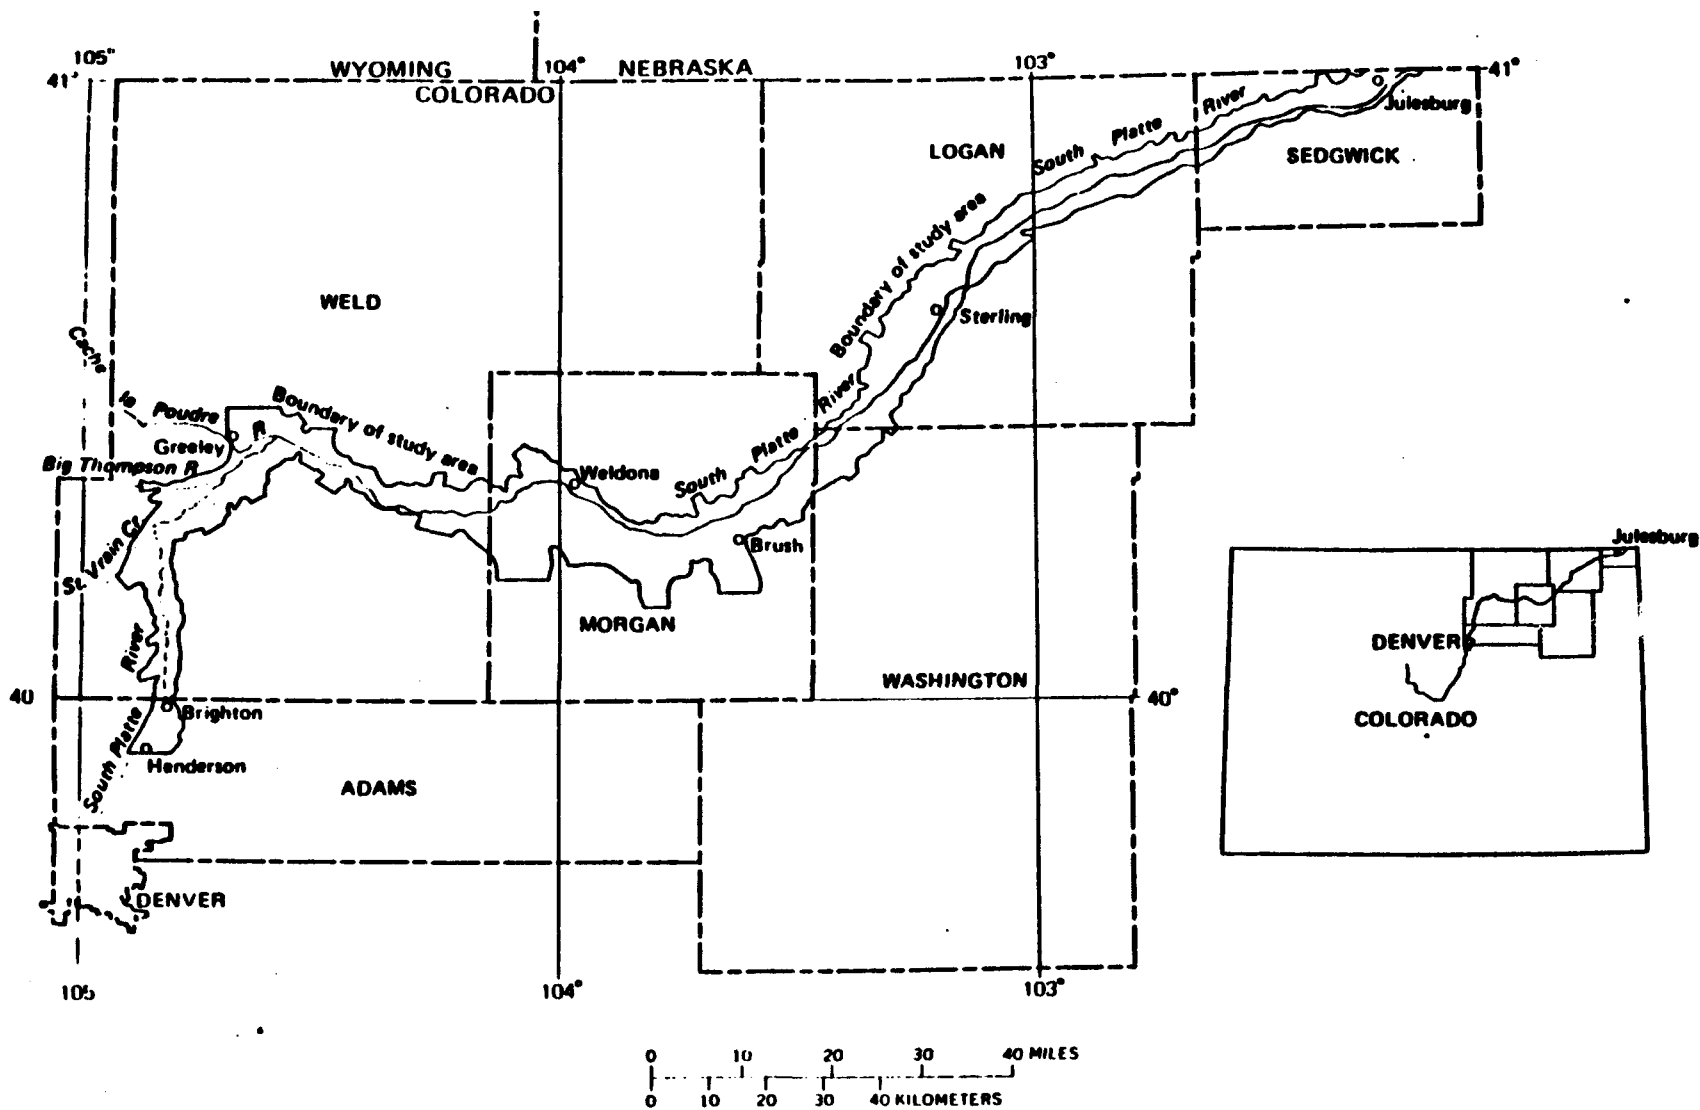 105°
41°
WYOMING
104°
NEBRASKA
103°
41°
COLORADO
Julesburg
LOGAN
South Platte River
SEDGWICK
Boundary of study area
WELD
Sterling
Cache la Poudre R
Boundary of study area
Greeley
Big Thompson R
South Platte River
Weldona
Brush
St. Vrain Cr
MORGAN
South Platte River
WASHINGTON
40
40°
Brighton
Henderson
ADAMS
DENVER
105
104°
103°
Julesburg
DENVER
COLORADO
0 10 20 30 40 MILES
0 10 20 30 40 KILOMETERS